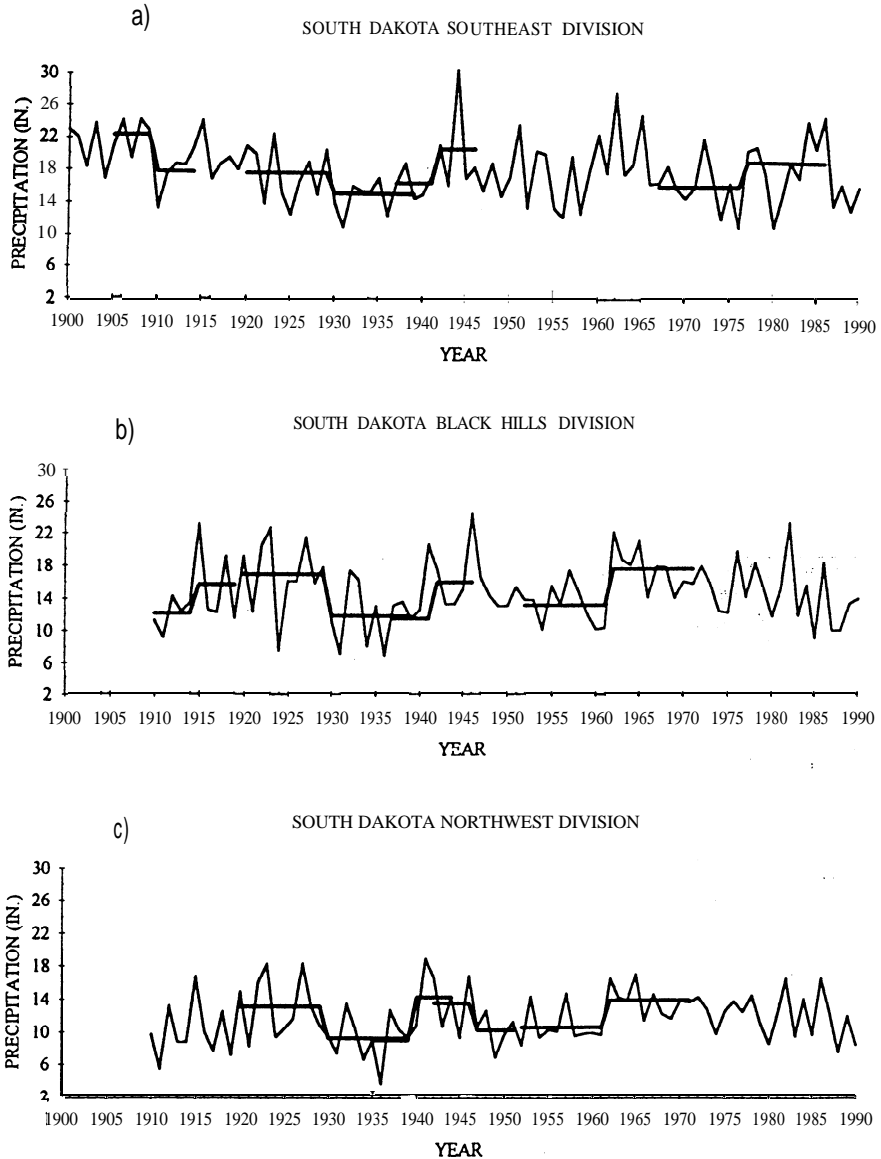 a)
SOUTH DAKOTA SOUTHEAST DIVISION
PRECIPITATION (IN.)
30
26
22
18
14
10
6
2
1900 1905 1910 1915 1920 1925 1930 1935 1940 1945 1950 1955 1960 1965 1970 1975 1980 1985 1990
YEAR
b)
SOUTH DAKOTA BLACK HILLS DIVISION
PRECIPITATION (IN.)
30
26
22
18
14
10
6
2
1900 1905 1910 1915 1920 1925 1930 1935 1940 1945 1950 1955 1960 1965 1970 1975 1980 1985 1990
YEAR
c)
SOUTH DAKOTA NORTHWEST DIVISION
PRECIPITATION (IN.)
30
26
22
18
14
10
6
2
1900 1905 1910 1915 1920 1925 1930 1935 1940 1945 1950 1955 1960 1965 1970 1975 1980 1985 1990
YEAR